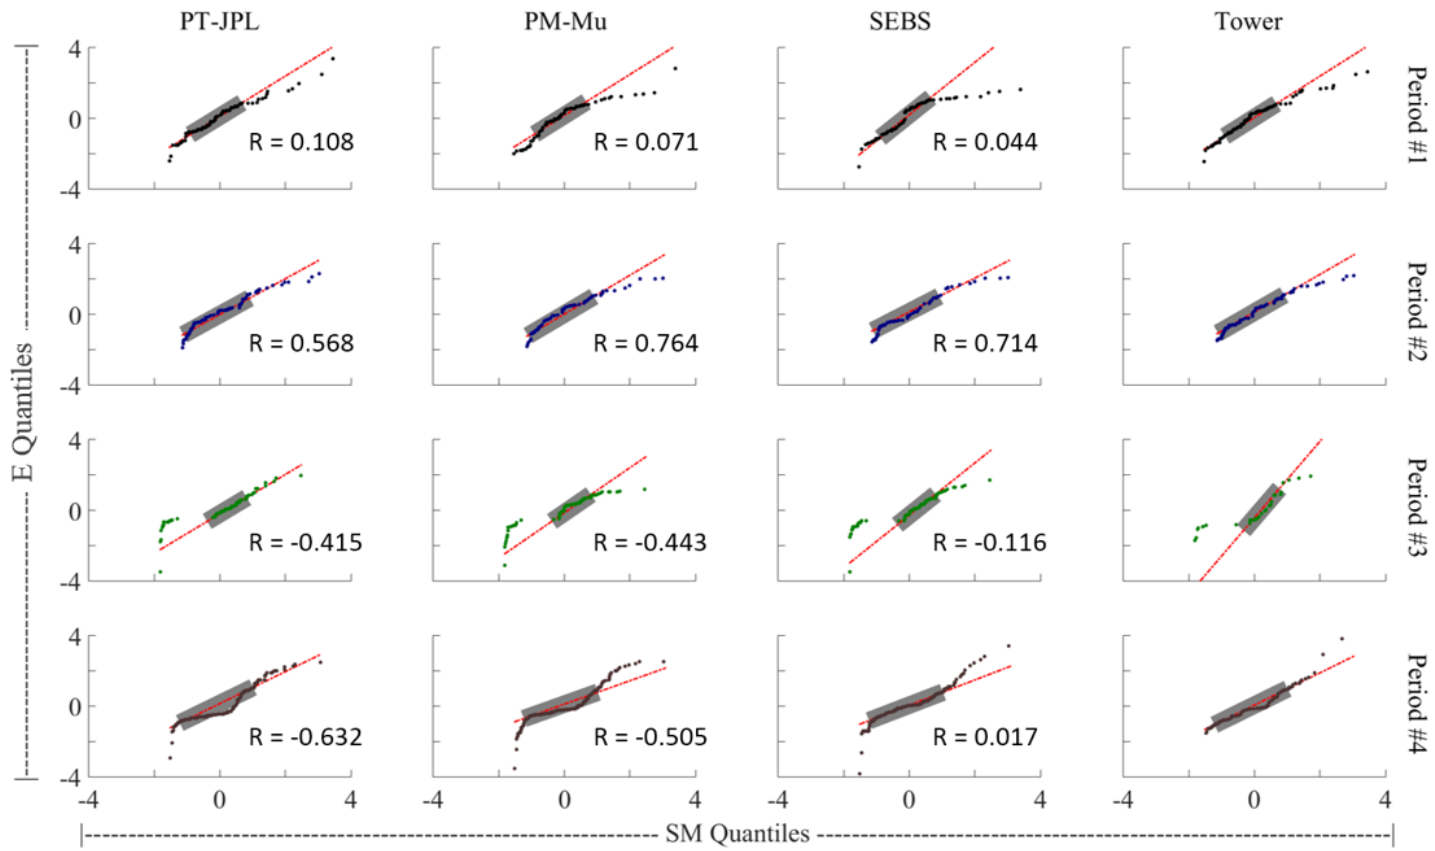 PT-JPL PM-Mu SEBS Tower
E Quantiles
4
0
-4
R = 0.108
R = 0.071
R = 0.044
Period #1
4
0
-4
R = 0.568
R = 0.764
R = 0.714
Period #2
4
0
-4
R = -0.415
R = -0.443
R = -0.116
Period #3
4
0
-4
R = -0.632
R = -0.505
R = 0.017
Period #4
-4 0 4 -4 0 4 -4 0 4 -4 0 4
SM Quantiles